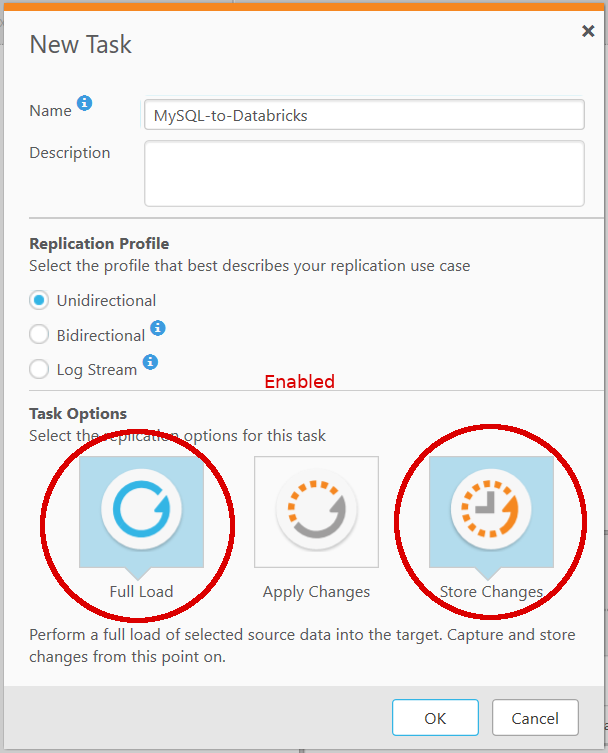 New Task
Name
MySQL-to-Databricks
Description
Replication Profile
Select the profile that best describes your replication use case
Unidirectional
Bidirectional
Log Stream
Enabled
Task Options
Select the replication options for this task
Full Load
Apply Changes
Store Changes
Perform a full load of selected source data into the target. Capture and store
changes from this point on.
OK
Cancel